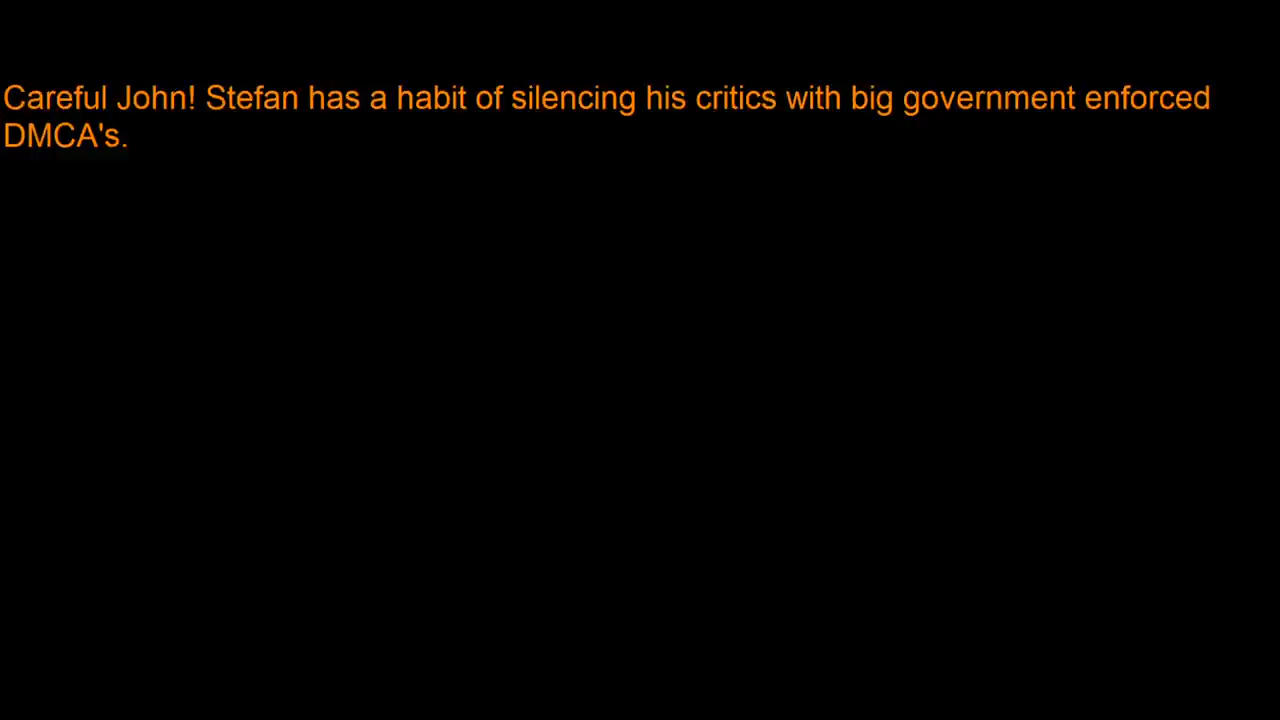 Careful John! Stefan has a habit of silencing his critics with big government enforced
DMCA's.